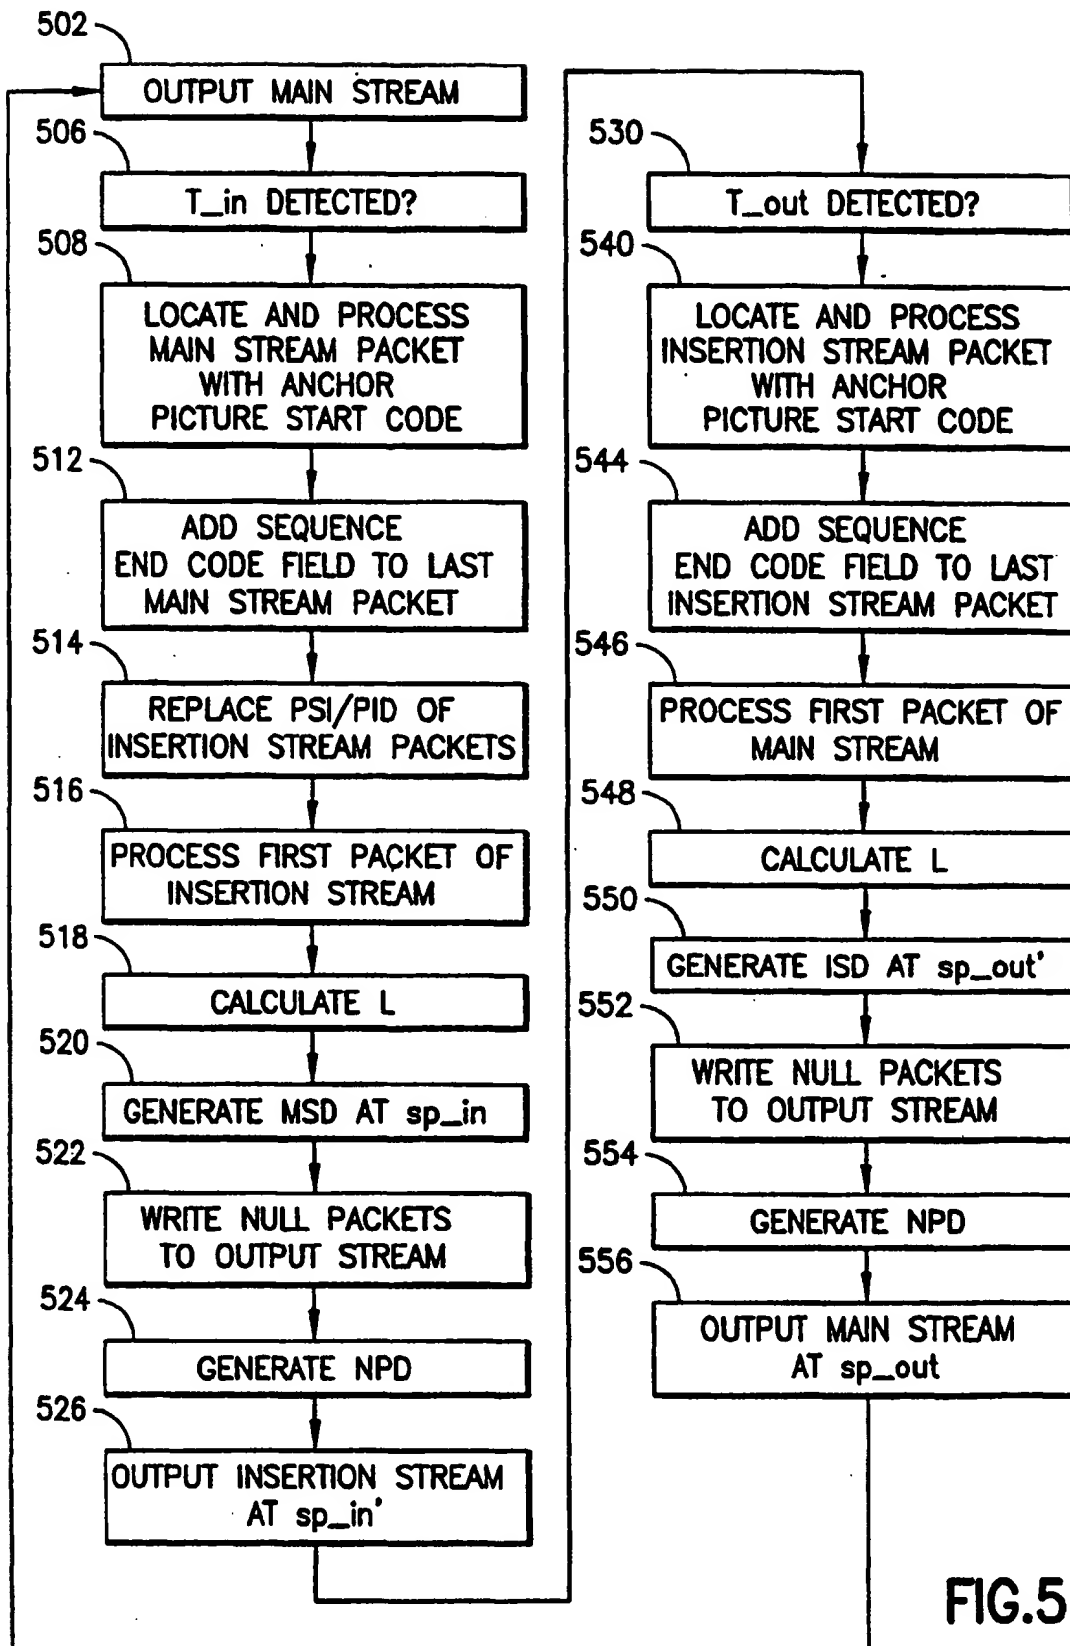 502
OUTPUT MAIN STREAM
506
T_in DETECTED?
508
LOCATE AND PROCESS
MAIN STREAM PACKET
WITH ANCHOR
PICTURE START CODE
512
ADD SEQUENCE
END CODE FIELD TO LAST
MAIN STREAM PACKET
514
REPLACE PSI/PID OF
INSERTION STREAM PACKETS
516
PROCESS FIRST PACKET OF
INSERTION STREAM
518
CALCULATE L
520
GENERATE MSD AT sp_in
522
WRITE NULL PACKETS
TO OUTPUT STREAM
524
GENERATE NPD
526
OUTPUT INSERTION STREAM
AT sp_in'
530
T_out DETECTED?
540
LOCATE AND PROCESS
INSERTION STREAM PACKET
WITH ANCHOR
PICTURE START CODE
544
ADD SEQUENCE
END CODE FIELD TO LAST
INSERTION STREAM PACKET
546
PROCESS FIRST PACKET OF
MAIN STREAM
548
CALCULATE L
550
GENERATE ISD AT sp_out'
552
WRITE NULL PACKETS
TO OUTPUT STREAM
554
GENERATE NPD
556
OUTPUT MAIN STREAM
AT sp_out
FIG.5